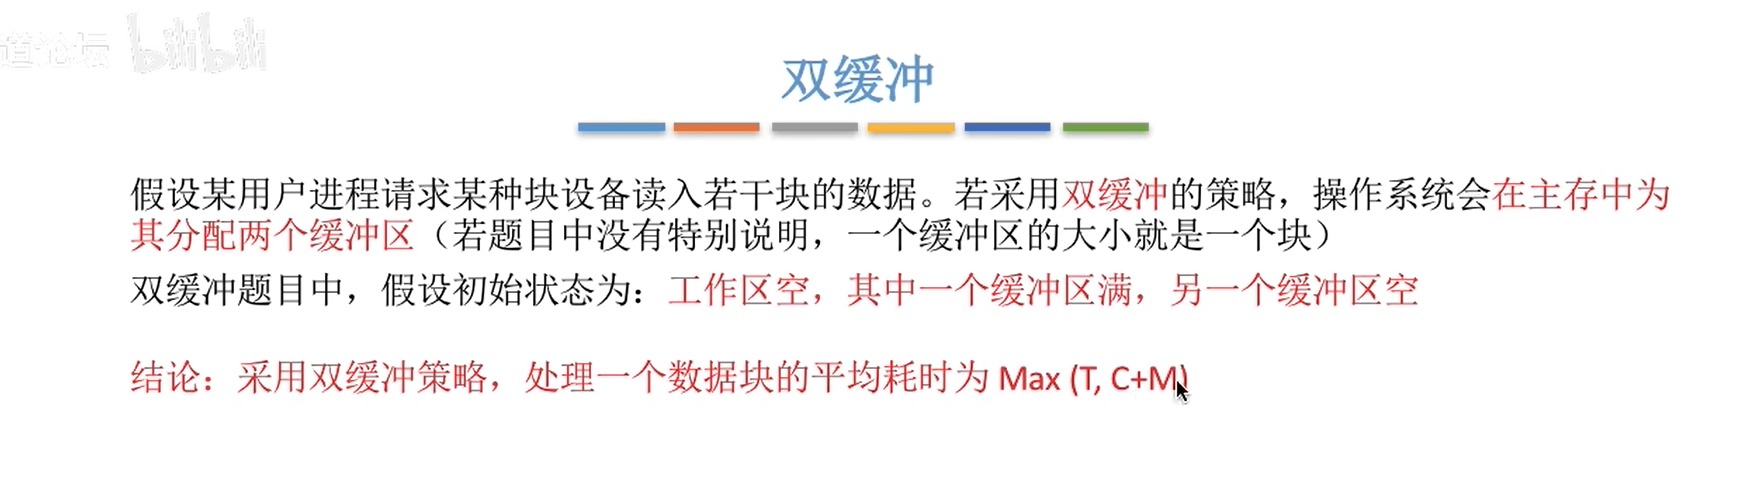 道论坛 bilibili
双缓冲
假设某用户进程请求某种块设备读入若干块的数据。若采用双缓冲的策略，操作系统会在主存中为
其分配两个缓冲区（若题目中没有特别说明，一个缓冲区的大小就是一个块）
双缓冲题目中，假设初始状态为：工作区空，其中一个缓冲区满，另一个缓冲区空
结论：采用双缓冲策略，处理一个数据块的平均耗时为 Max (T, C+M)